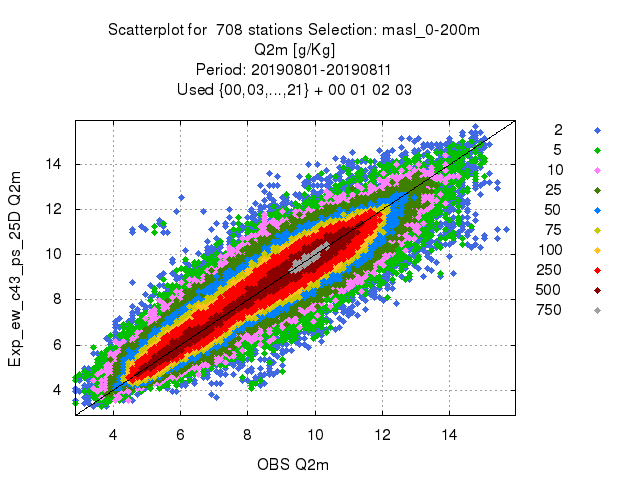 Scatterplot for 708 stations Selection: masl_0-200m
Q2m [g/Kg]
Period: 20190801-20190811
Used {00,03,...,21} + 00 01 02 03
2
5
10
25
50
75
100
250
500
750
Exp_ew_c43_ps_25D Q2m
14
12
10
8
6
4
4 6 8 10 12 14
OBS Q2m